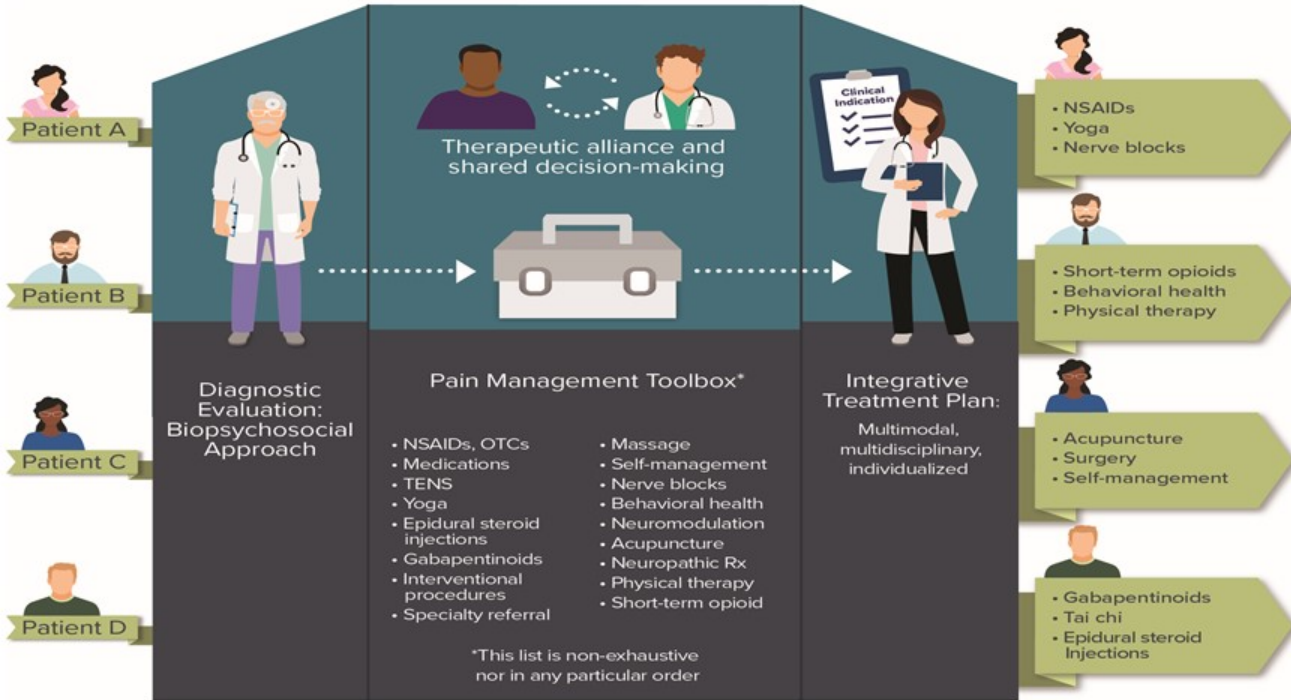 Patient A
Patient B
Patient C
Patient D
Diagnostic
Evaluation:
Biopsychosocial
Approach
Therapeutic alliance and
shared decision-making
Pain Management Toolbox*
• NSAIDs, OTCs
• Medications
• TENS
• Yoga
• Epidural steroid
injections
• Gabapentinoids
• Interventional
procedures
• Specialty referral
• Massage
• Self-management
• Nerve blocks
• Behavioral health
• Neuromodulation
• Acupuncture
• Neuropathic Rx
• Physical therapy
• Short-term opioid
*This list is non-exhaustive
nor in any particular order
Clinical
Indication
Integrative
Treatment Plan:
Multimodal,
multidisciplinary,
individualized
• NSAIDs
• Yoga
• Nerve blocks
• Short-term opioids
• Behavioral health
• Physical therapy
• Acupuncture
• Surgery
• Self-management
• Gabapentinoids
• Tai chi
• Epidural steroid
Injections